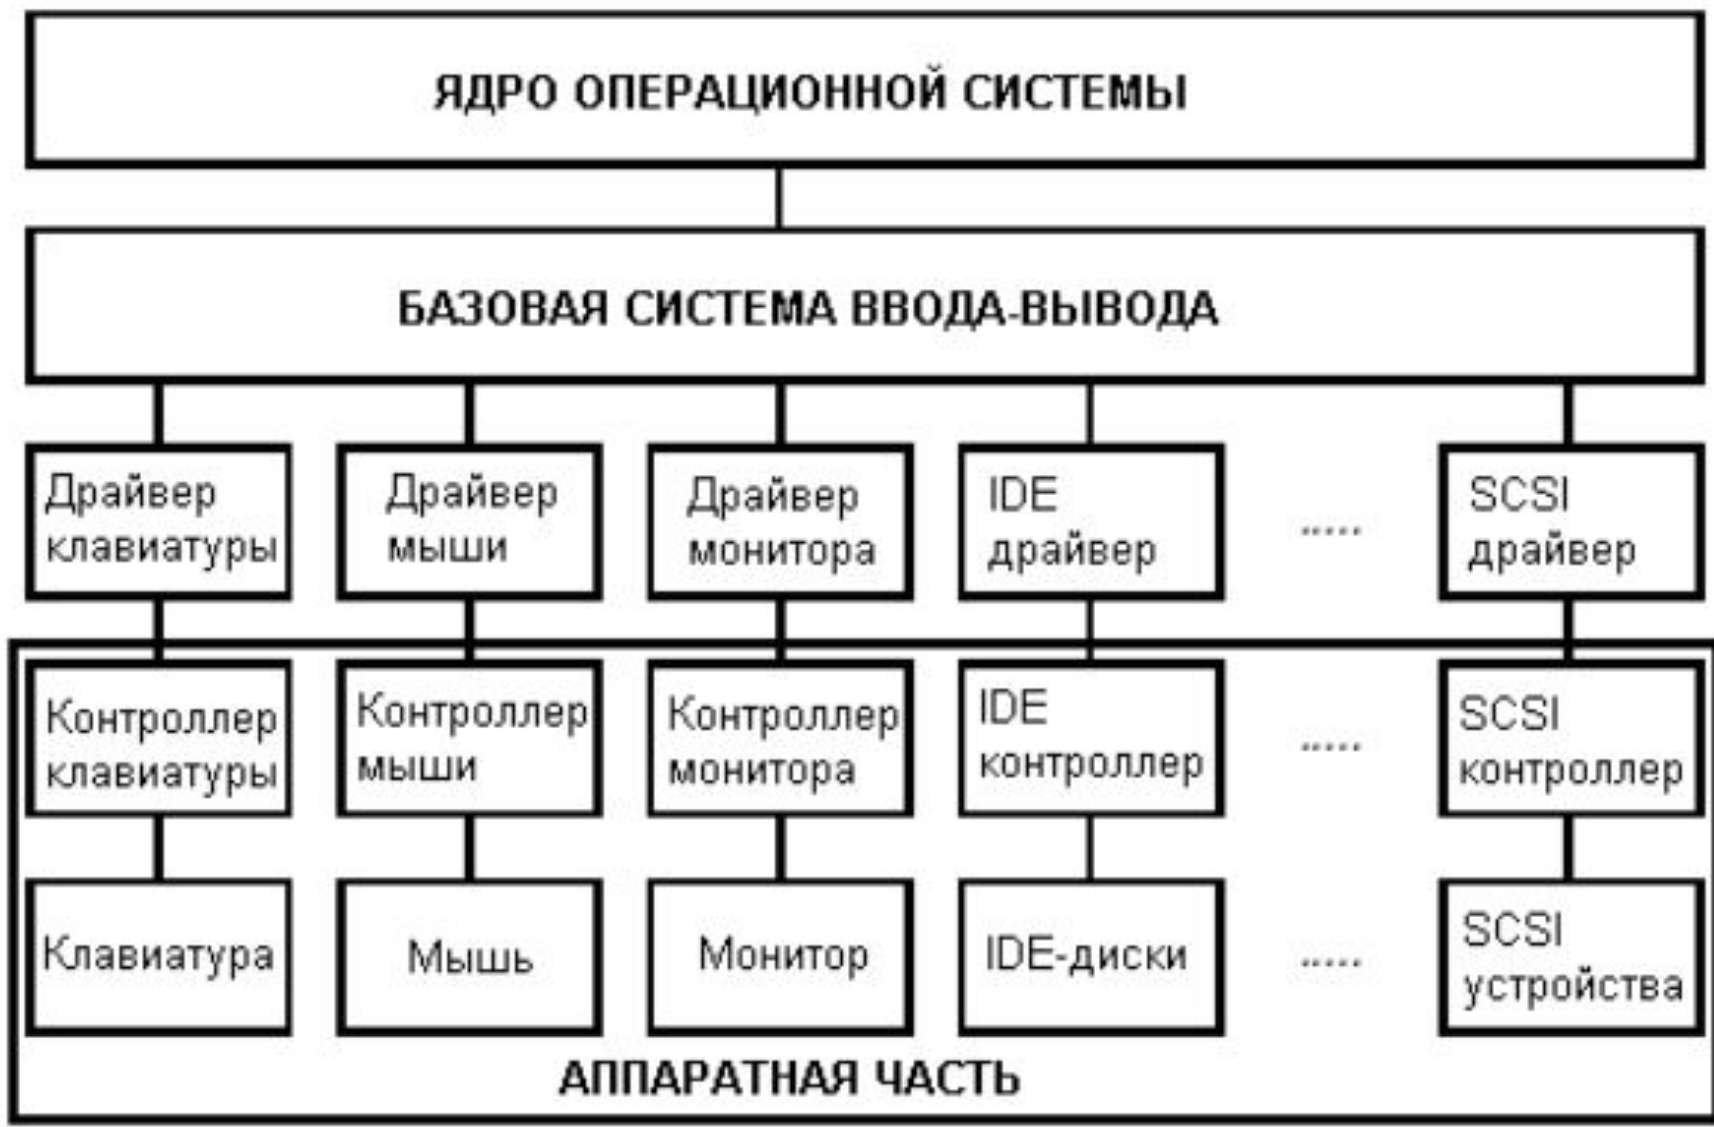 ЯДРО ОПЕРАЦИОННОЙ СИСТЕМЫ
БАЗОВАЯ СИСТЕМА ВВОДА-ВЫВОДА
Драйвер
клавиатуры
Драйвер
мыши
Драйвер
монитора
IDE
драйвер
.....
SCSI
драйвер
Контроллер
клавиатуры
Контроллер
мыши
Контроллер
монитора
IDE
контроллер
.....
SCSI
контроллер
Клавиатура
Мышь
Монитор
IDE-диски
.....
SCSI
устройства
АППАРАТНАЯ ЧАСТЬ